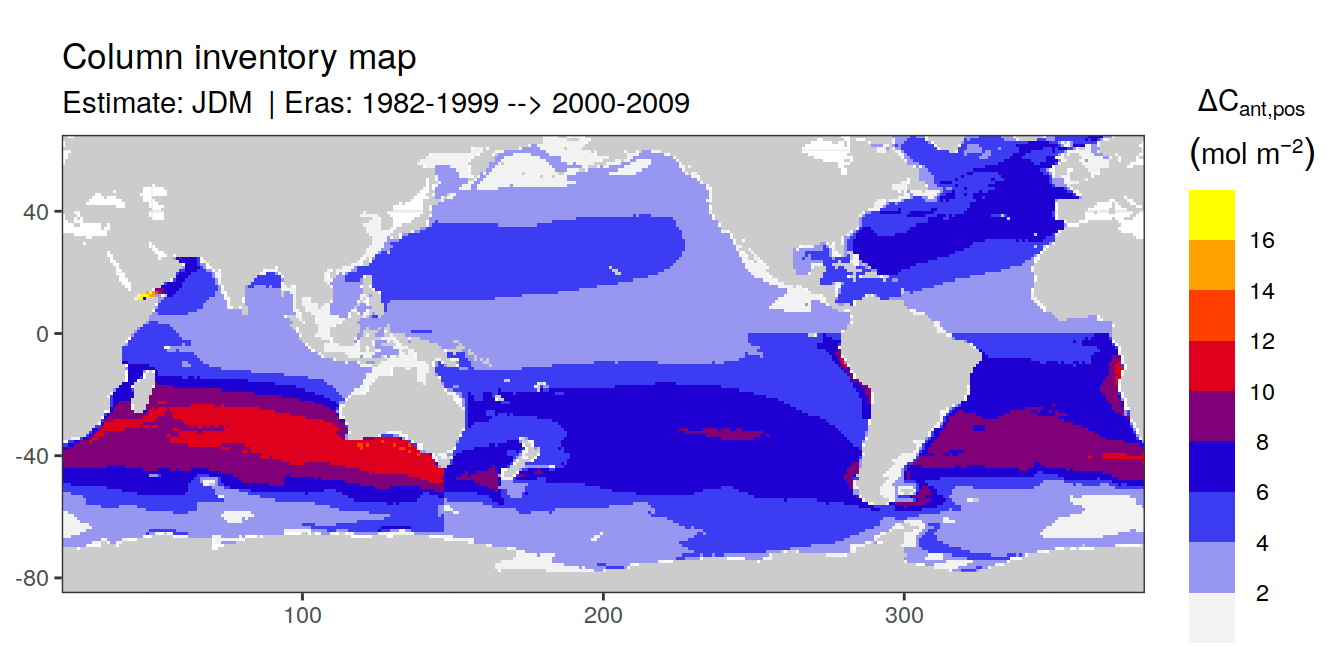 Column inventory map
Estimate: JDM | Eras: 1982-1999 --> 2000-2009
ΔCant,pos
(mol m−2)
16
14
12
10
8
6
4
2
40
0
-40
-80
100 200 300